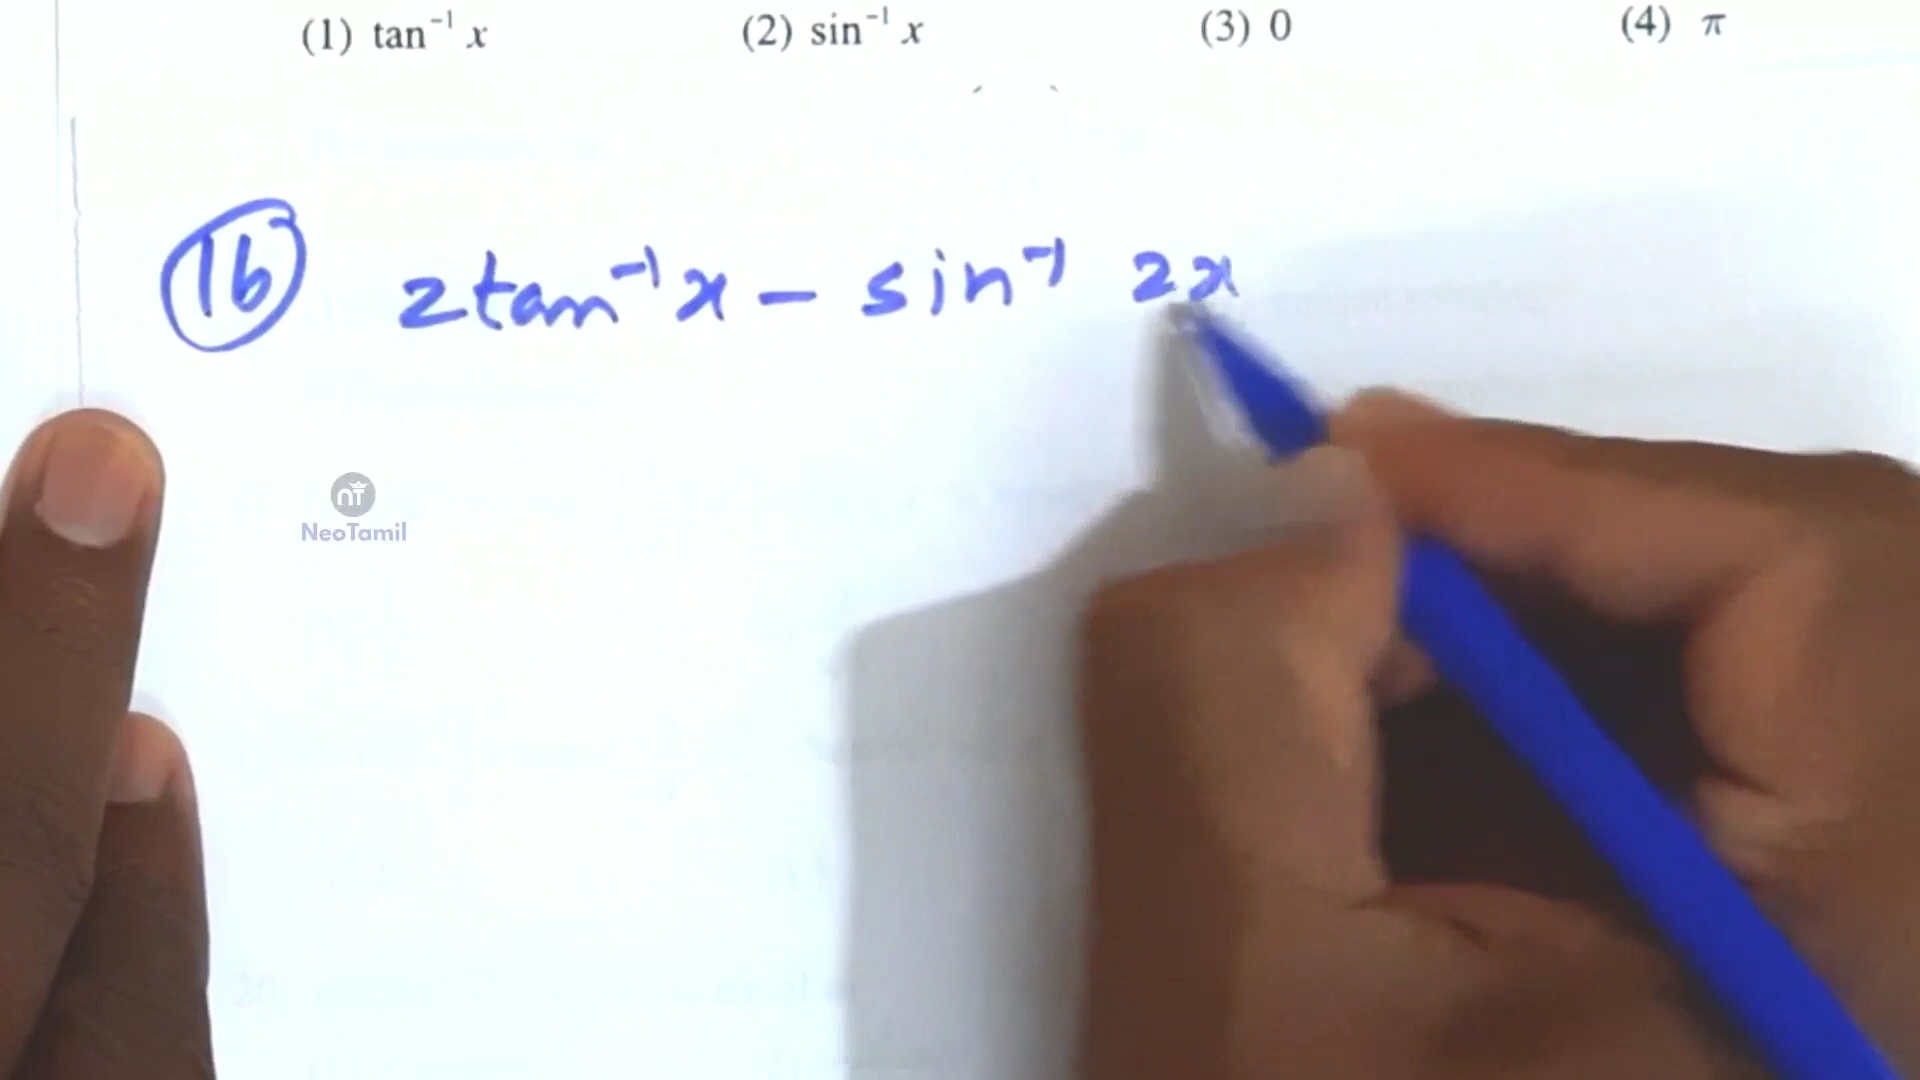 (1) tan⁻¹ x (2) sin⁻¹ x (3) 0 (4) π
16 2tan⁻¹x - sin⁻¹ 2x
NeoTamil